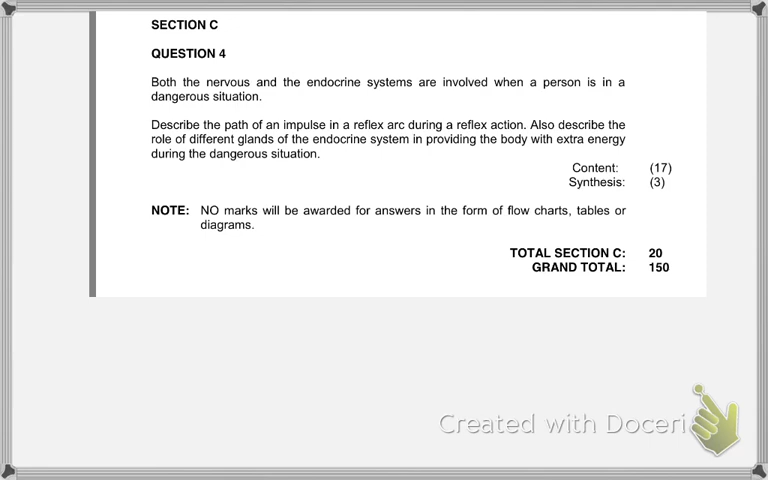 SECTION C
QUESTION 4
Both the nervous and the endocrine systems are involved when a person is in a
dangerous situation.
Describe the path of an impulse in a reflex arc during a reflex action. Also describe the
role of different glands of the endocrine system in providing the body with extra energy
during the dangerous situation.
Content: (17)
Synthesis: (3)
NOTE: NO marks will be awarded for answers in the form of flow charts, tables or
diagrams.
TOTAL SECTION C: 20
GRAND TOTAL: 150
Created with Doceri